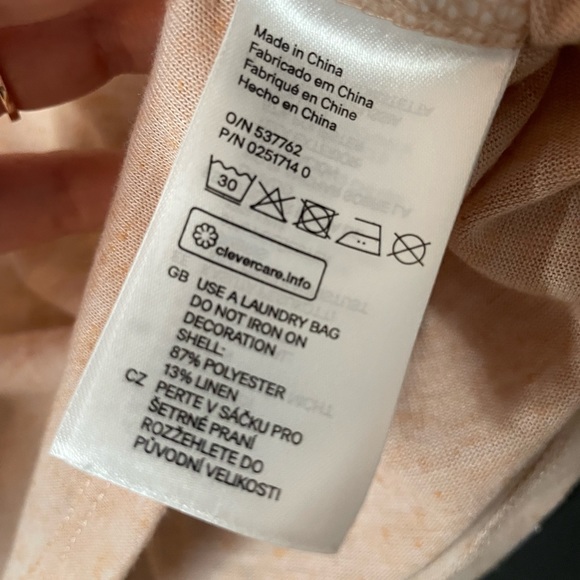 Made in China
Fabricado em China
Fabriqué en Chine
Hecho en China
O/N 537762
P/N 0251714 0
30
clevercare.info
GB USE A LAUNDRY BAG
DO NOT IRON ON
DECORATION
SHELL:
87% POLYESTER
13% LINEN
CZ PERTE V SÁČKU PRO
ŠETRNÉ PRANÍ
ROZŽEHLETE DO
PŮVODNÍ VELIKOSTI